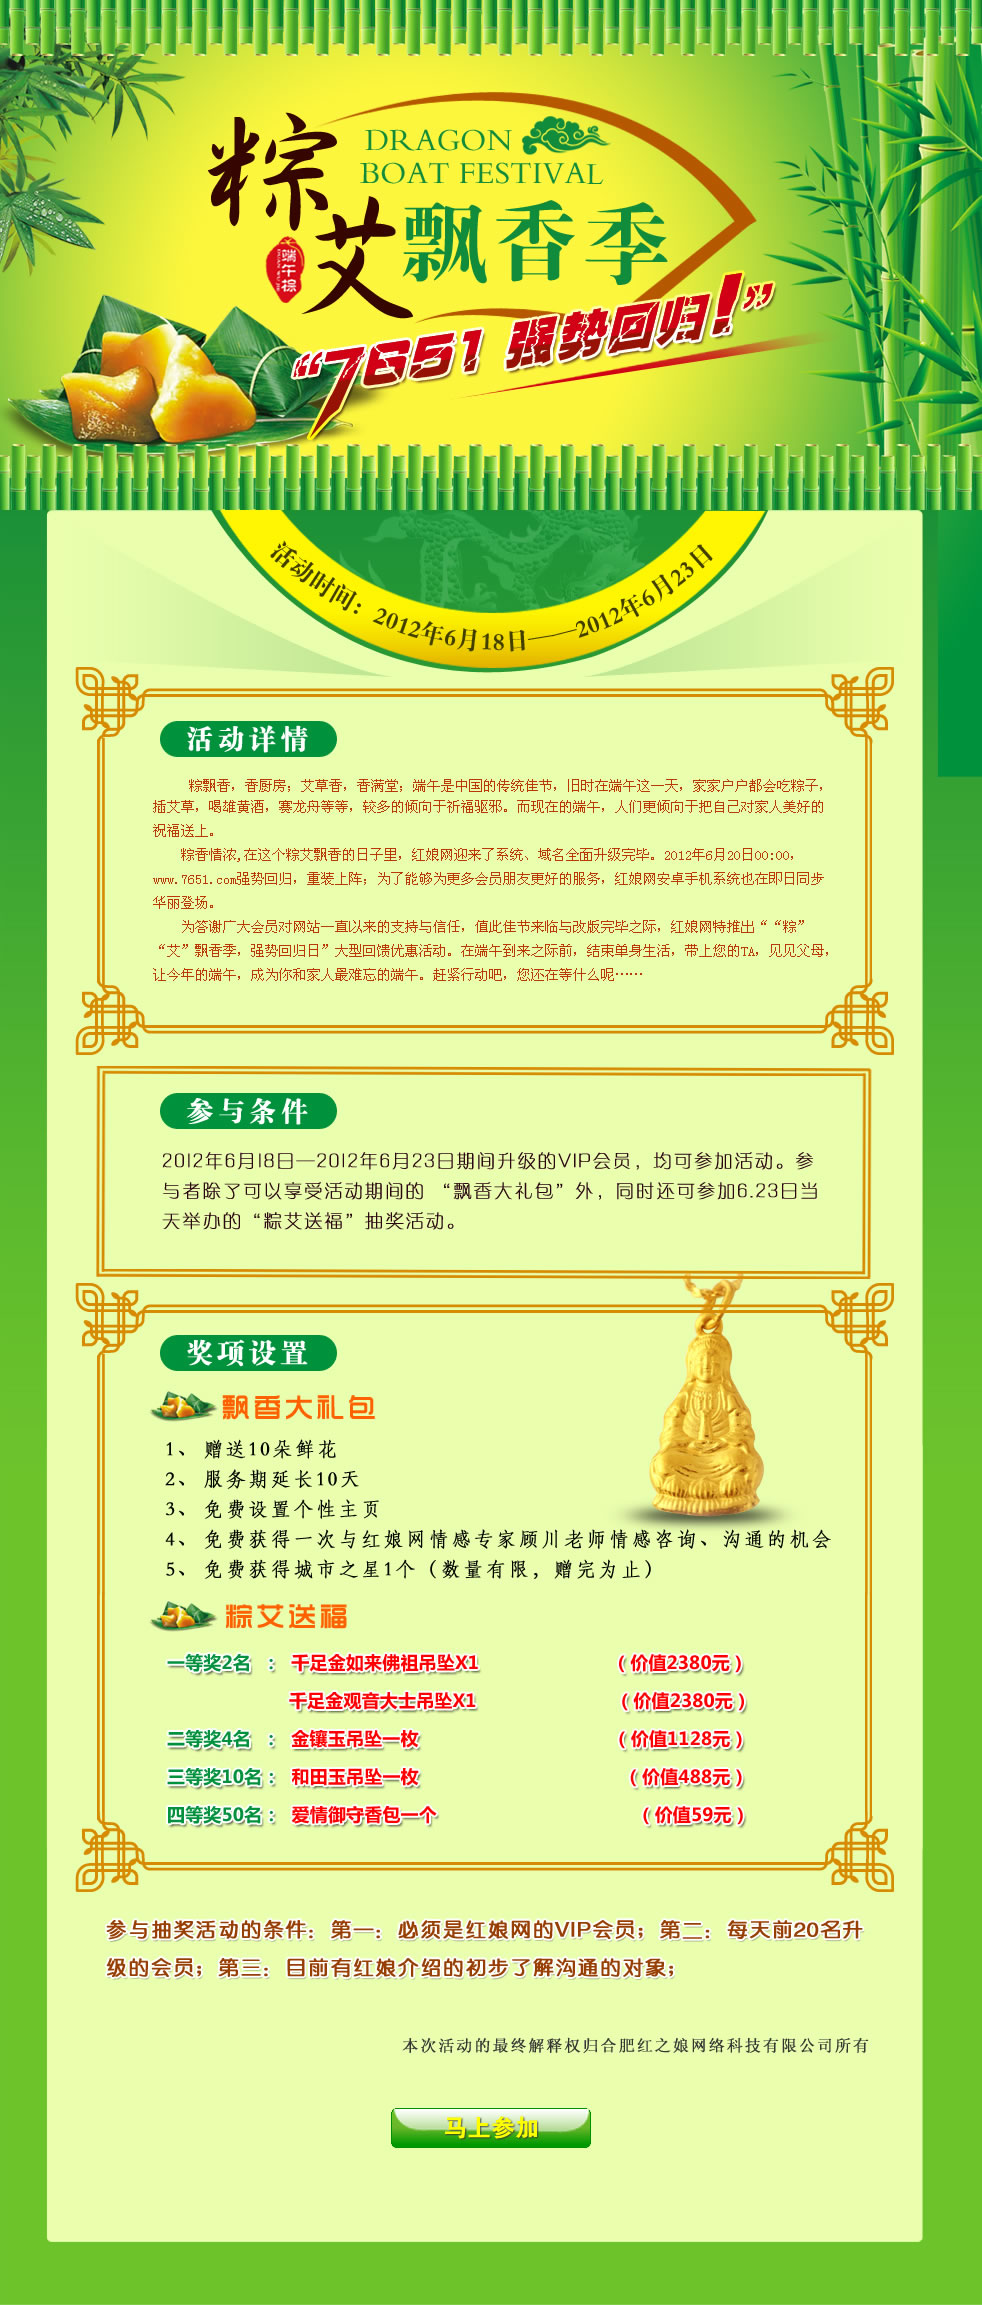 粽艾飘香季
DRAGON
BOAT FESTIVAL
端午粽
“7651 强势回归！”
活动时间：2012年6月18日——2012年6月23日
活动详情
粽飘香，香厨房；艾草香，香满堂；端午是中国的传统佳节，旧时在端午这一天，家家户户都会吃粽子，
插艾草，喝雄黄酒，赛龙舟等等，较多的倾向于祈福驱邪。而现在的端午，人们更倾向于把自己对家人美好的
祝福送上。
粽香情浓,在这个粽艾飘香的日子里，红娘网迎来了系统、域名全面升级完毕。2012年6月20日00:00，
www.7651.com强势回归，重装上阵；为了能够为更多会员朋友更好的服务，红娘网安卓手机系统也在即日同步
华丽登场。
为答谢广大会员对网站一直以来的支持与信任，值此佳节来临与改版完毕之际，红娘网特推出““粽”
“艾”飘香季，强势回归日”大型回馈优惠活动。在端午到来之际前，结束单身生活，带上您的TA，见见父母，
让今年的端午，成为你和家人最难忘的端午。赶紧行动吧，您还在等什么呢……
参与条件
2012年6月18日—2012年6月23日期间升级的VIP会员，均可参加活动。参
与者除了可以享受活动期间的 “飘香大礼包”外，同时还可参加6.23日当
天举办的“粽艾送福”抽奖活动。
奖项设置
飘香大礼包
1、 赠送10朵鲜花
2、 服务期延长10天
3、 免费设置个性主页
4、 免费获得一次与红娘网情感专家顾川老师情感咨询、沟通的机会
5、 免费获得城市之星1个（数量有限，赠完为止）
粽艾送福
一等奖2名 ： 千足金如来佛祖吊坠X1 （价值2380元）
千足金观音大士吊坠X1 （价值2380元）
二等奖4名 ： 金镶玉吊坠一枚 （价值1128元）
三等奖10名： 和田玉吊坠一枚 （价值488元）
四等奖50名： 爱情御守香包一个 （价值59元）
参与抽奖活动的条件：第一：必须是红娘网的VIP会员；第二：每天前20名升
级的会员；第三：目前有红娘介绍的初步了解沟通的对象；
本次活动的最终解释权归合肥红之娘网络科技有限公司所有
马上参加